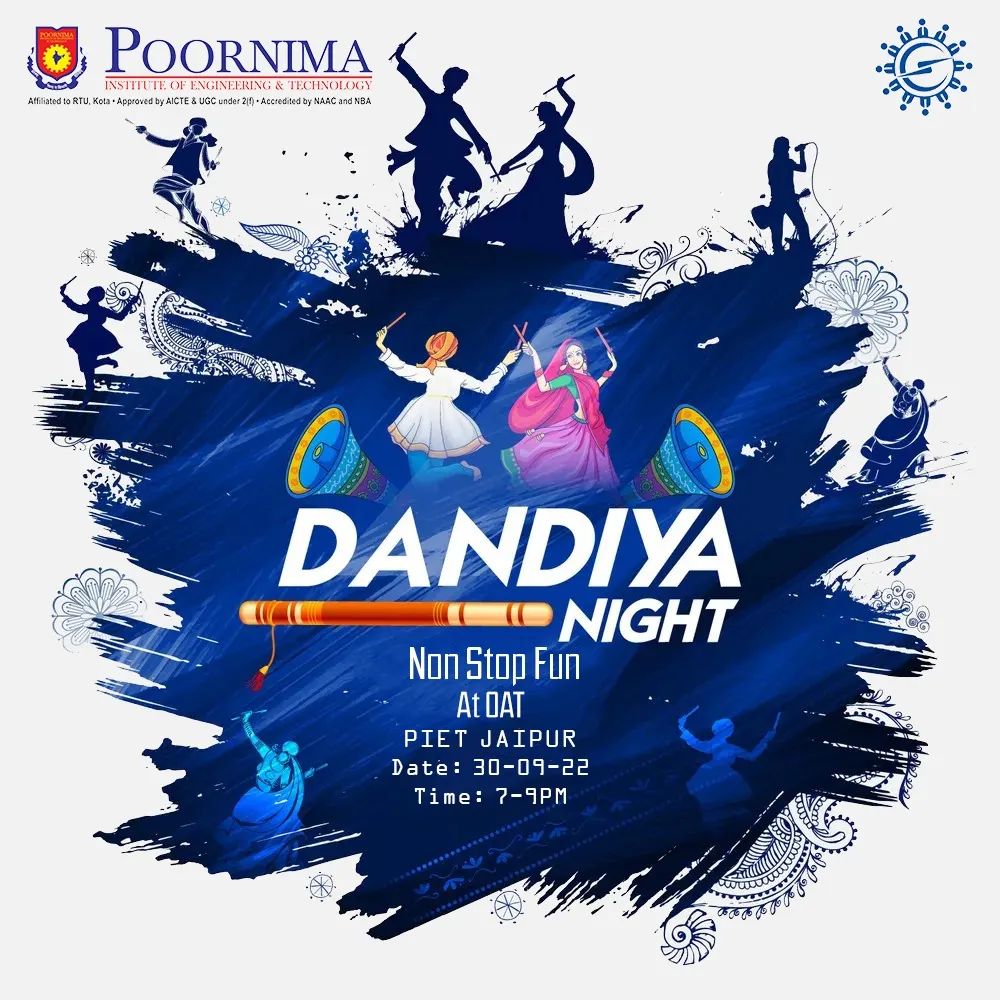 POORNIMA
INSTITUTE OF ENGINEERING & TECHNOLOGY
Affiliated to RTU, Kota • Approved by AICTE & UGC under 2(f) • Accredited by NAAC and NBA
DANDIYA
NIGHT
Non Stop Fun
At OAT
PIET JAIPUR
Date: 30-09-22
Time: 7-9PM